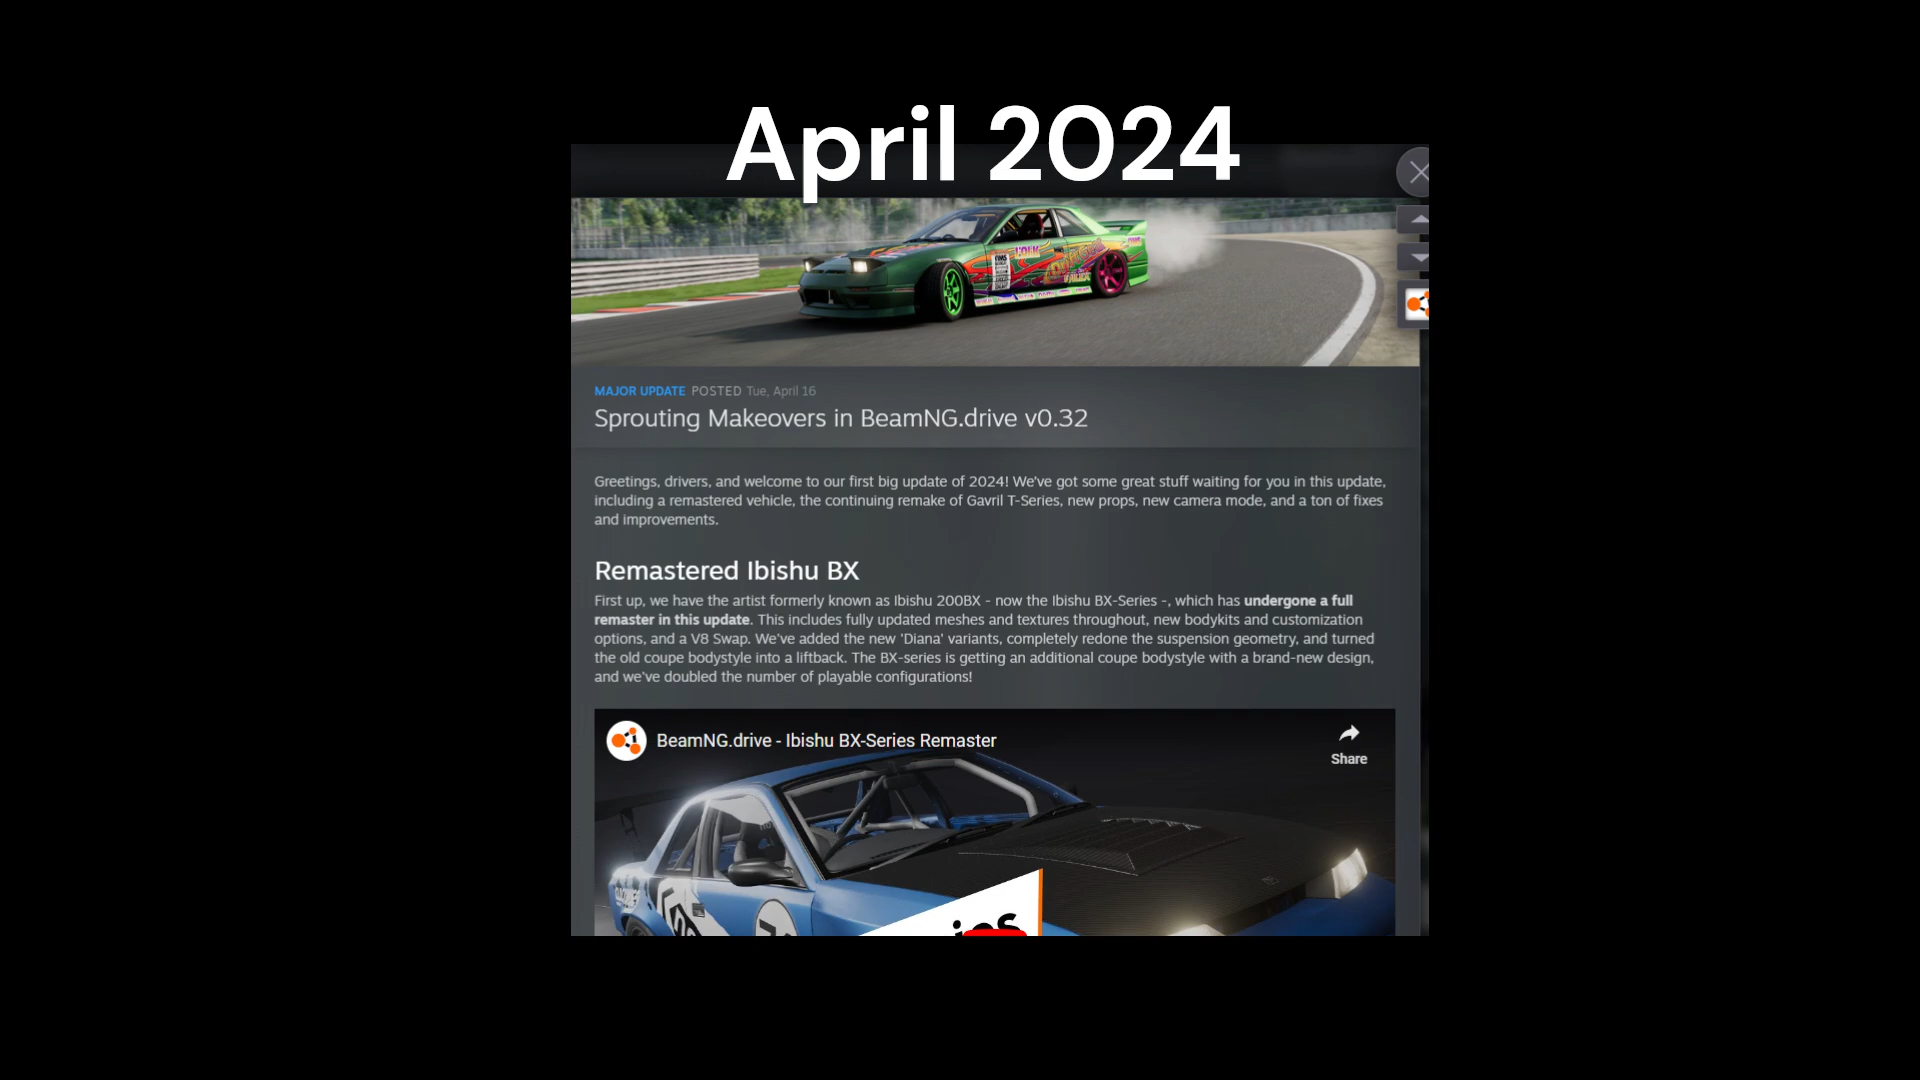 April 2024
MAJOR UPDATE POSTED Tue, April 16
Sprouting Makeovers in BeamNG.drive v0.32
Greetings, drivers, and welcome to our first big update of 2024! We've got some great stuff waiting for you in this update,
including a remastered vehicle, the continuing remake of Gavril T-Series, new props, new camera mode, and a ton of fixes
and improvements.
Remastered Ibishu BX
First up, we have the artist formerly known as Ibishu 200BX - now the Ibishu BX-Series -, which has undergone a full
remaster in this update. This includes fully updated meshes and textures throughout, new bodykits and customization
options, and a V8 Swap. We've added the new 'Diana' variants, completely redone the suspension geometry, and turned
the old coupe bodystyle into a liftback. The BX-series is getting an additional coupe bodystyle with a brand-new design,
and we've doubled the number of playable configurations!
BeamNG.drive - Ibishu BX-Series Remaster
Share